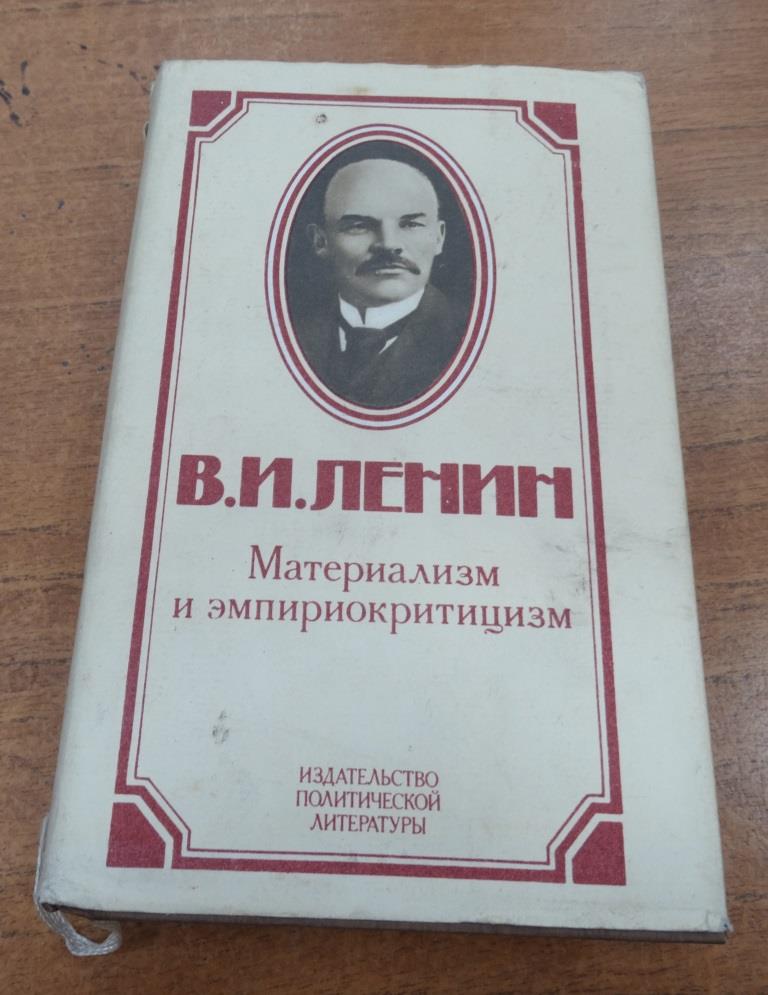 В.И.ЛЕНИН
Материализм
и эмпириокритицизм
ИЗДАТЕЛЬСТВО
ПОЛИТИЧЕСКОЙ
ЛИТЕРАТУРЫ